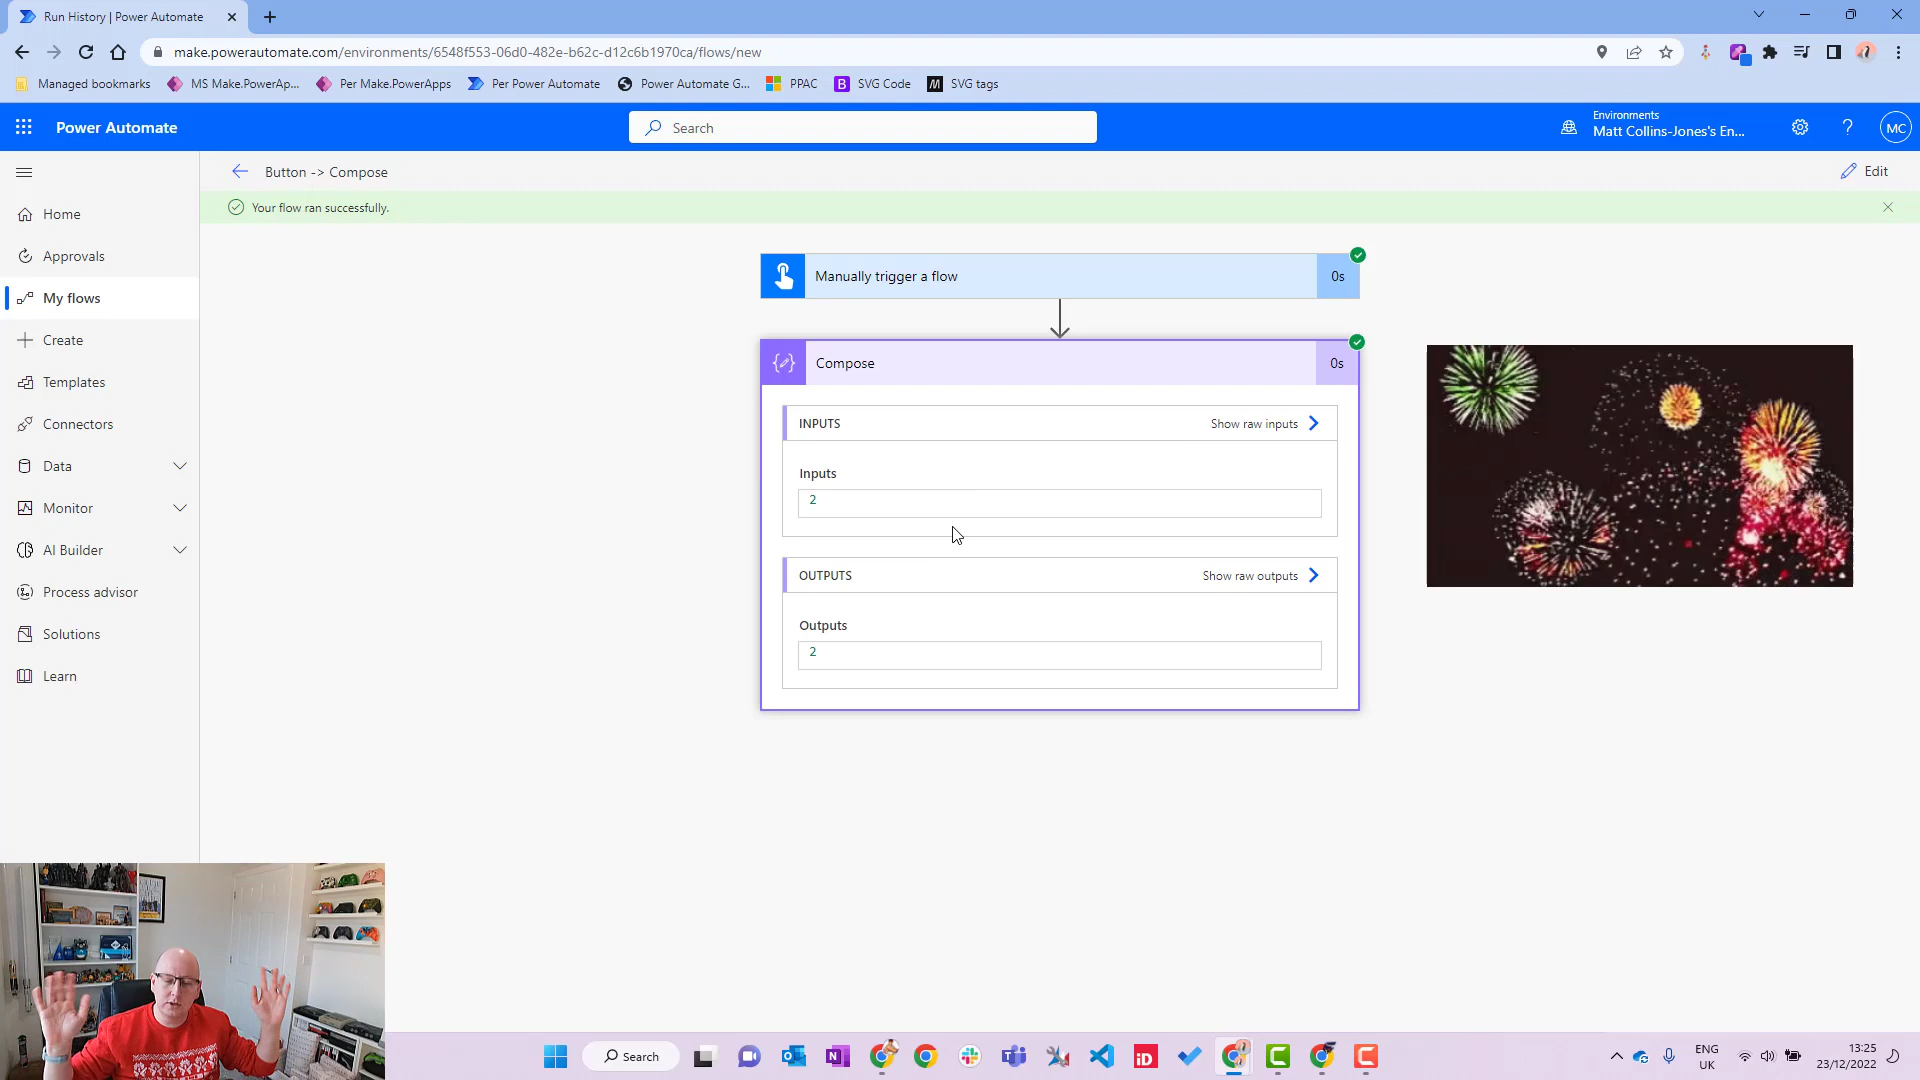 Run History | Power Automate
make.powerautomate.com/environments/6548f553-06d0-482e-b62c-d12c6b1970ca/flows/new
Managed bookmarks
MS Make.PowerAp...
Per Make.PowerApps
Per Power Automate
Power Automate G...
PPAC
B
SVG Code
M
SVG tags
Power Automate
Search
Environments
Matt Collins-Jones's En...
?
MC
Button -> Compose
Edit
Your flow ran successfully.
Home
Approvals
My flows
Create
Templates
Connectors
Data
Monitor
AI Builder
Process advisor
Solutions
Learn
Manually trigger a flow
0s
Compose
0s
INPUTS
Show raw inputs
Inputs
2
OUTPUTS
Show raw outputs
Outputs
2
Search
N
iD
C
C
ENG
UK
13:25
23/12/2022